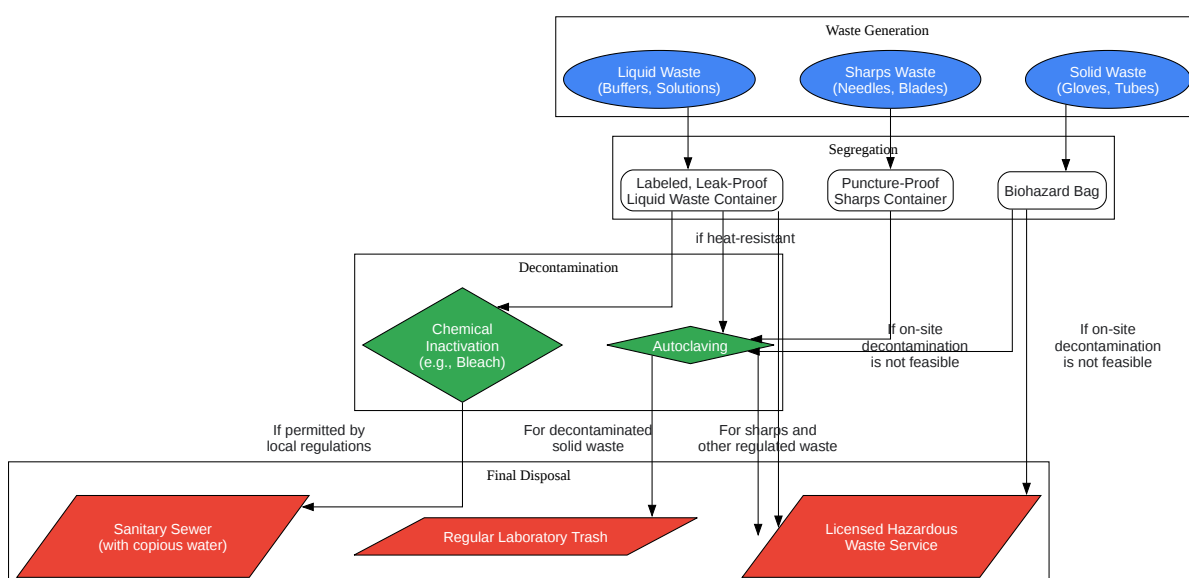 Waste Generation
Liquid Waste
(Buffers, Solutions)
Sharps Waste
(Needles, Blades)
Solid Waste
(Gloves, Tubes)
Segregation
Labeled, Leak-Proof
Liquid Waste Container
Puncture-Proof
Sharps Container
Biohazard Bag
if heat-resistant
Decontamination
Chemical
Inactivation
(e.g., Bleach)
Autoclaving
If on-site
decontamination
is not feasible
If on-site
decontamination
is not feasible
If permitted by
local regulations
For decontaminated
solid waste
For sharps and
other regulated waste
Final Disposal
Sanitary Sewer
(with copious water)
Regular Laboratory Trash
Licensed Hazardous
Waste Service